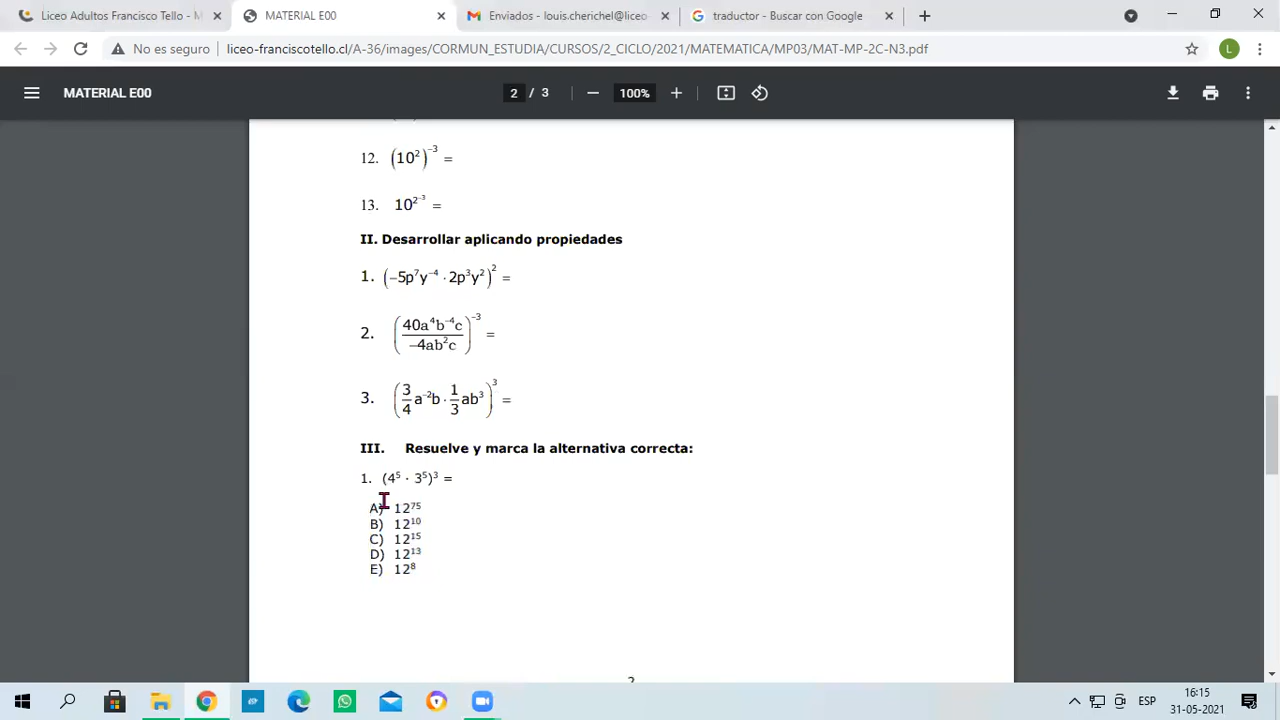 Liceo Adultos Francisco Tello - M
MATERIAL E00
Enviados - louis.cherichel@liceo-
traductor - Buscar con Google
No es seguro | liceo-franciscotello.cl/A-36/images/CORMUN_ESTUDIA/CURSOS/2_CICLO/2021/MATEMATICA/MP03/MAT-MP-2C-N3.pdf
L
MATERIAL E00
2 / 3
100%
12. (10²)⁻³ =
13. 10^2^-3 =
II. Desarrollar aplicando propiedades
1. (−5p⁷y⁻⁴ · 2p³y²)² =
2. (40a⁴b⁻⁴c / −4ab²c)⁻³ =
3. (3/4 a⁻²b · 1/3 ab³)³ =
III. Resuelve y marca la alternativa correcta:
1. (4⁵ · 3⁵)³ =
A) 12⁷⁵
B) 12¹⁰
C) 12¹⁵
D) 12¹³
E) 12⁸
2
ESP
16:15
31-05-2021